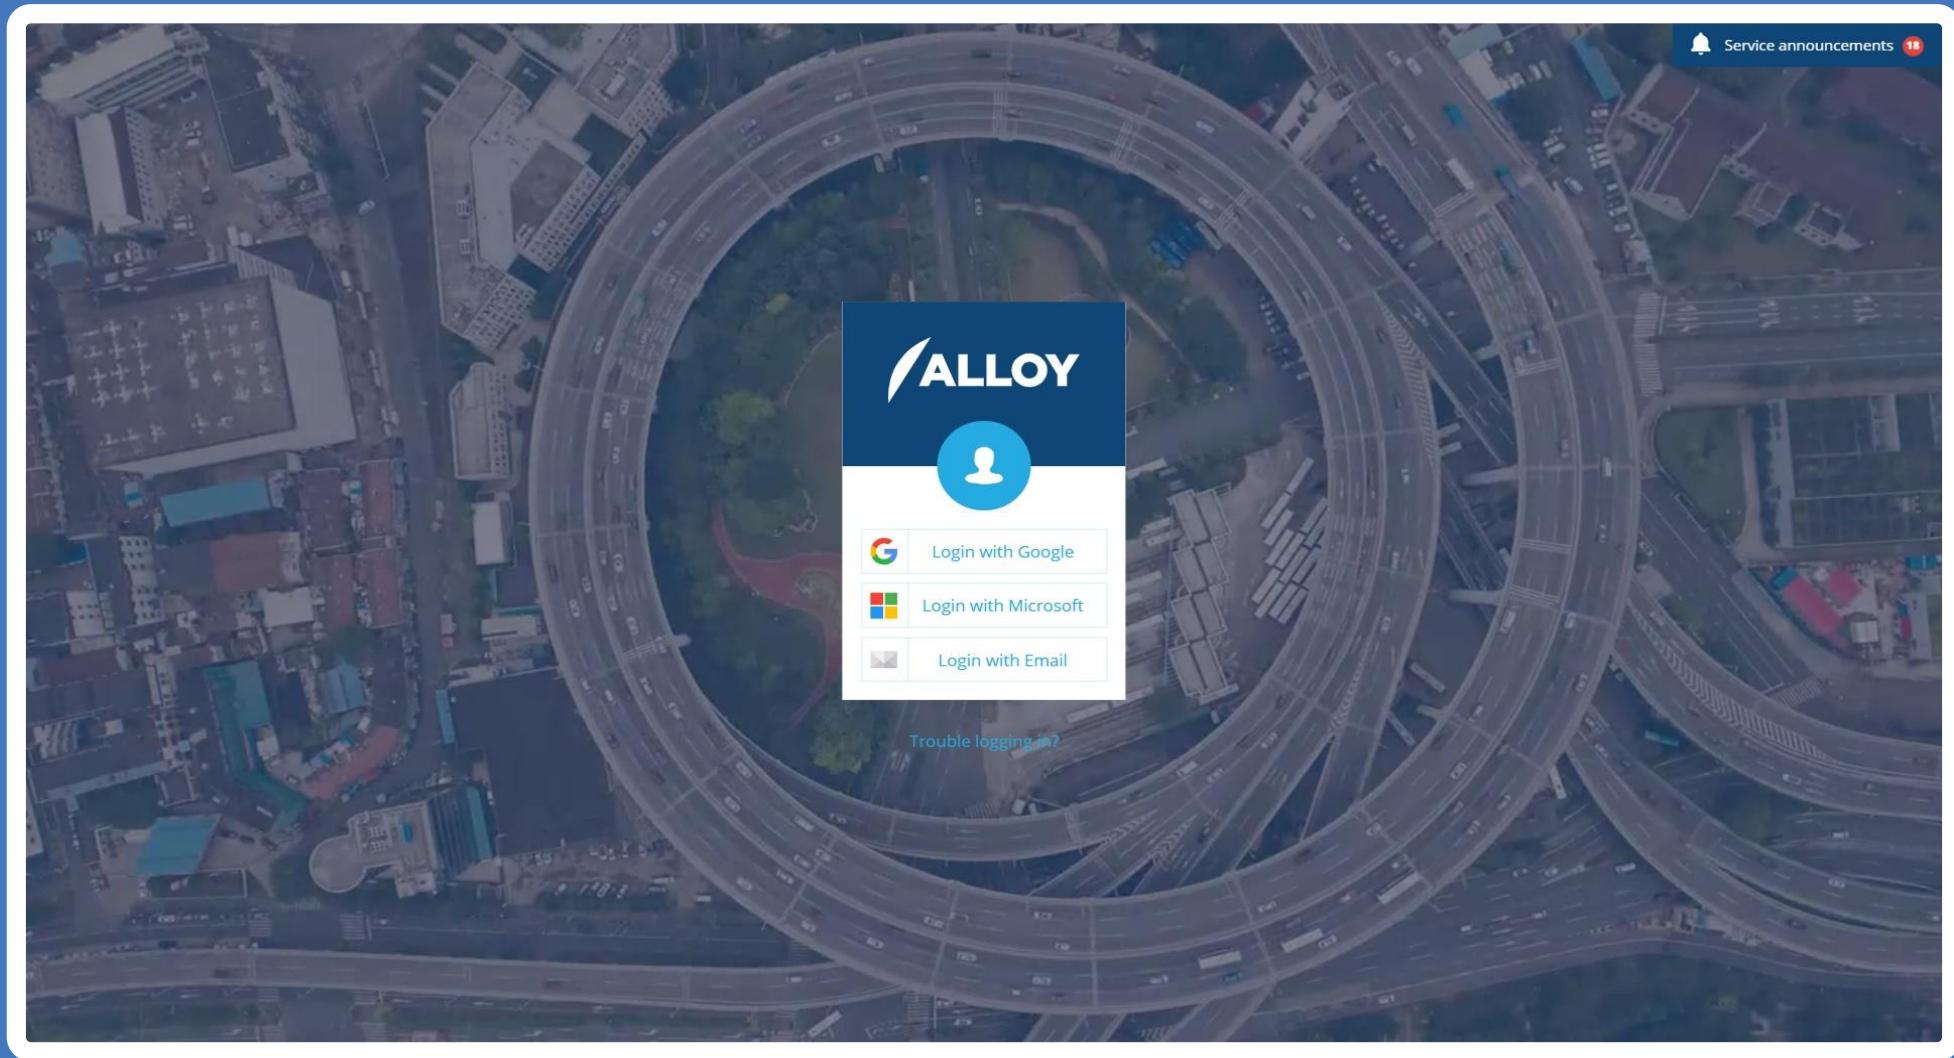 Service announcements 18
ALLOY
Login with Google
Login with Microsoft
Login with Email
Trouble logging in?